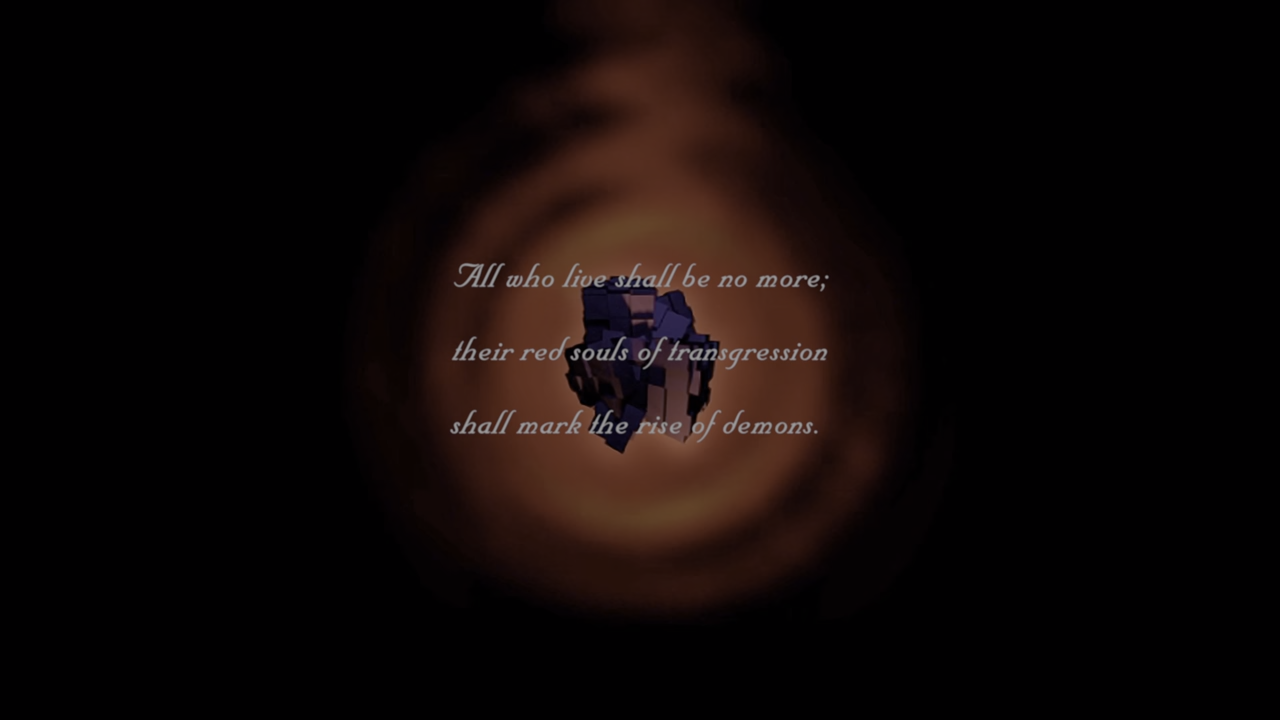 All who live shall be no more;
their red souls of transgression
shall mark the rise of demons.